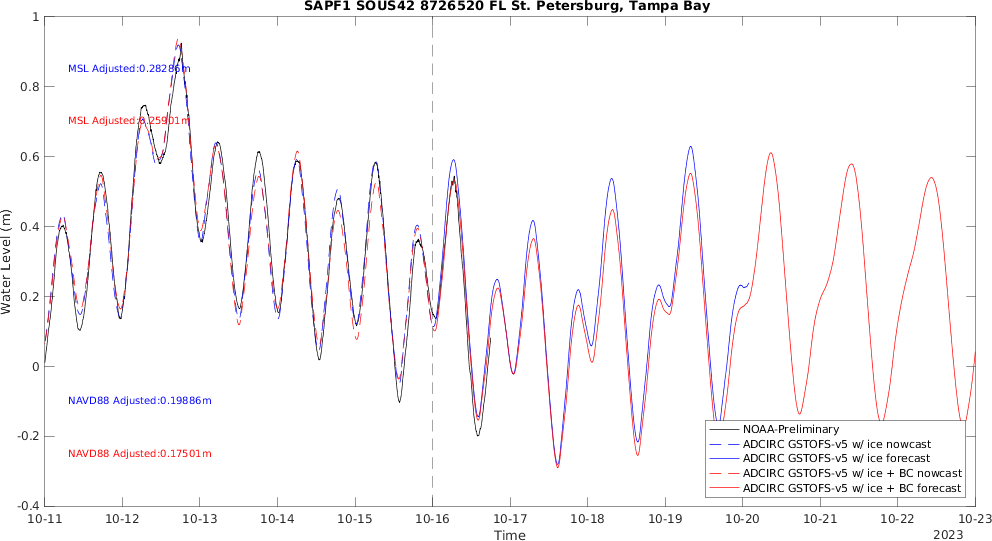 SAPF1 SOUS42 8726520 FL St. Petersburg, Tampa Bay
1
0.8
0.6
0.4
0.2
0
-0.2
-0.4
Water Level (m)
MSL Adjusted:0.28286m
MSL Adjusted:0.25901m
NAVD88 Adjusted:0.19886m
NAVD88 Adjusted:0.17501m
NOAA-Preliminary
ADCIRC GSTOFS-v5 w/ ice nowcast
ADCIRC GSTOFS-v5 w/ ice forecast
ADCIRC GSTOFS-v5 w/ ice + BC nowcast
ADCIRC GSTOFS-v5 w/ ice + BC forecast
10-11 10-12 10-13 10-14 10-15 10-16 10-17 10-18 10-19 10-20 10-21 10-22 10-23
Time
2023